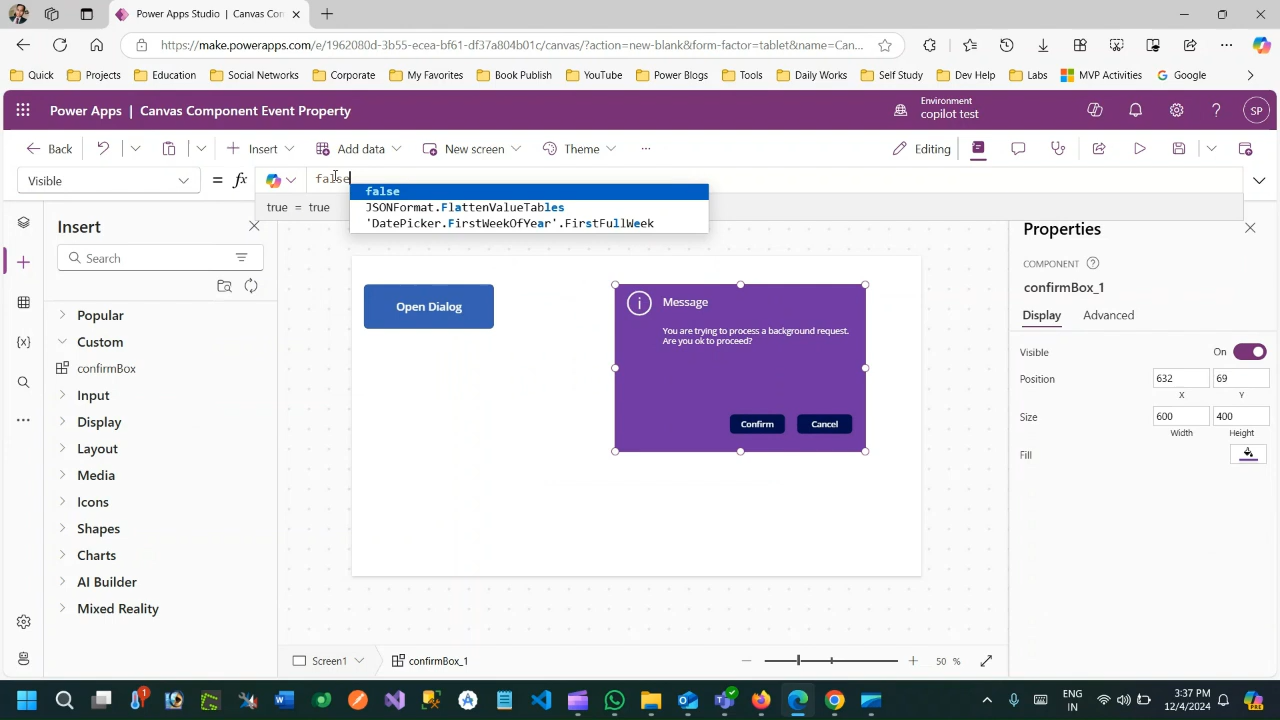 Power Apps Studio | Canvas Con
https://make.powerapps.com/e/1962080d-3b55-ecea-bf61-df37a804b01c/canvas/?action=new-blank&form-factor=tablet&name=Can...
Quick
Projects
Education
Social Networks
Corporate
My Favorites
Book Publish
YouTube
Power Blogs
Tools
Daily Works
Self Study
Dev Help
Labs
MVP Activities
Google
Power Apps | Canvas Component Event Property
Environment
copilot test
SP
Back
Insert
Add data
New screen
Theme
Editing
Visible
= fx
false
false
JSONFormat.FlattenValueTables
'DatePicker.FirstWeekOfYear'.FirstFullWeek
true = true
Insert
Search
Popular
Custom
confirmBox
Input
Display
Layout
Media
Icons
Shapes
Charts
AI Builder
Mixed Reality
Open Dialog
Message
You are trying to process a background request.
Are you ok to proceed?
Confirm
Cancel
Properties
COMPONENT
confirmBox_1
Display
Advanced
Visible
On
Position
632
69
X
Y
Size
600
400
Width
Height
Fill
Screen1
confirmBox_1
50 %
ENG
IN
3:37 PM
12/4/2024